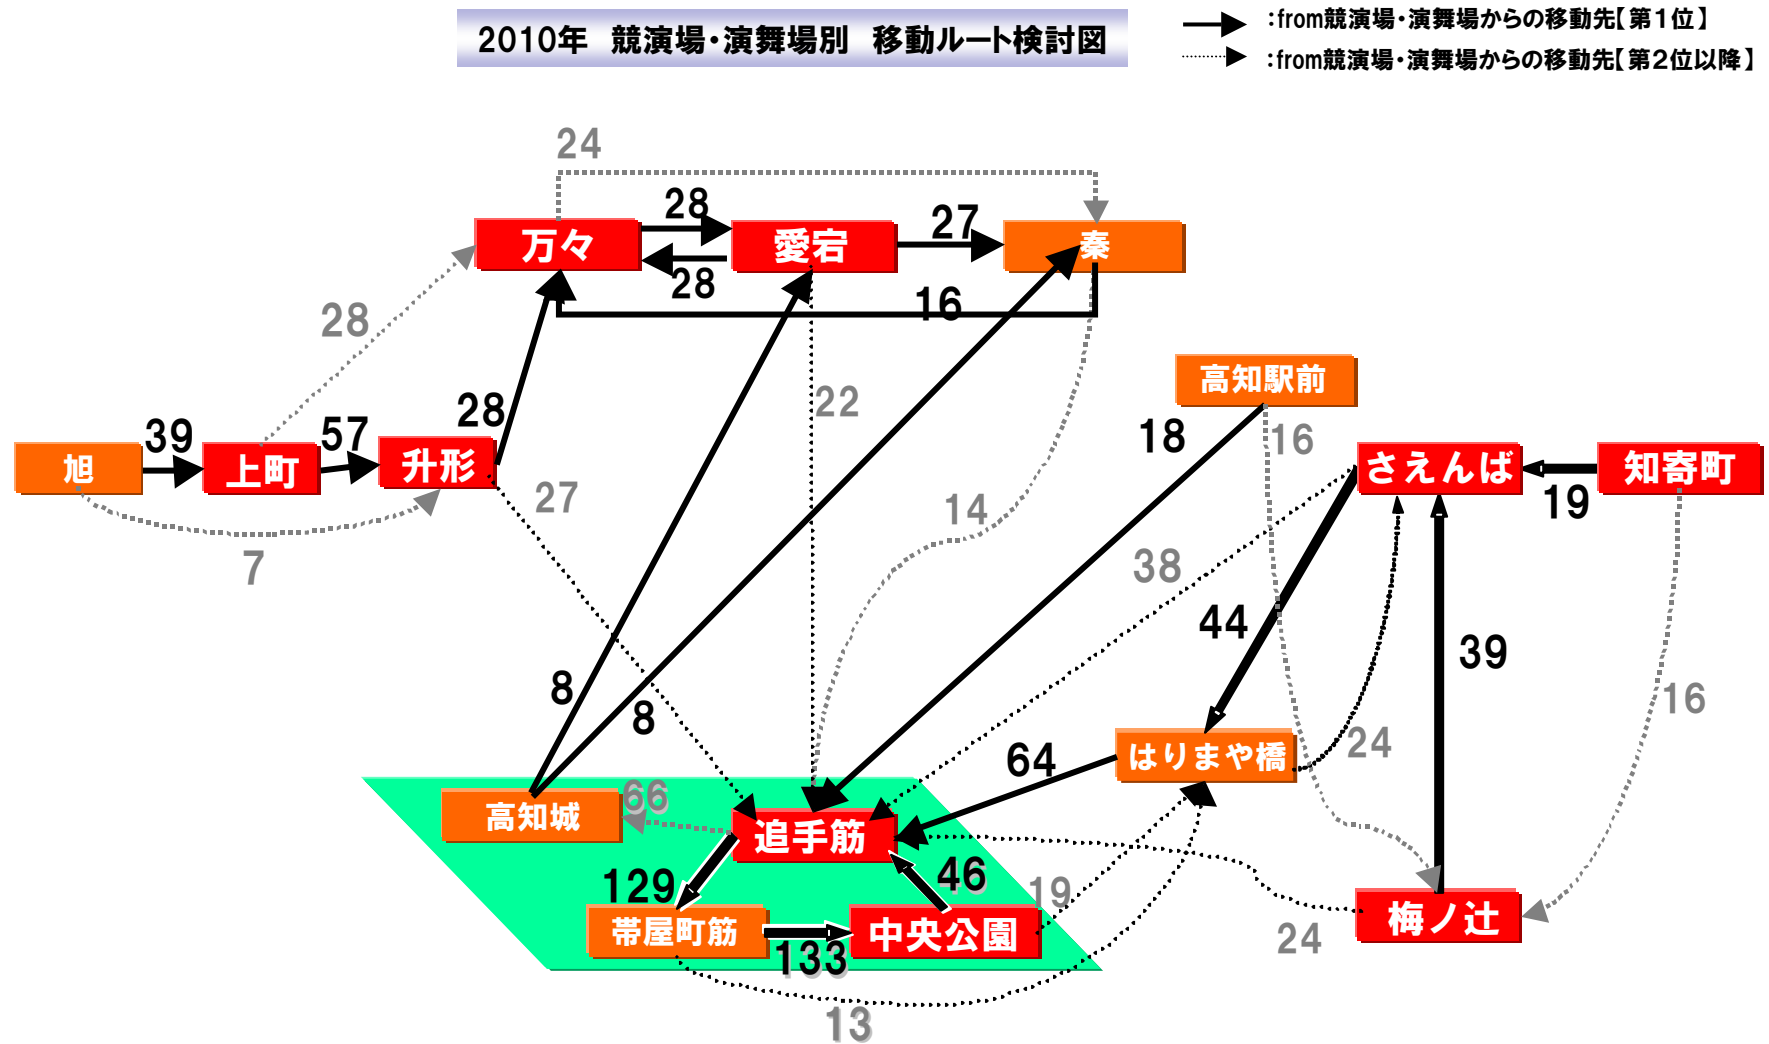 2010年 競演場・演舞場別 移動ルート検討図
:from競演場・演舞場からの移動先【第1位】
:from競演場・演舞場からの移動先【第2位以降】
24
28
27
万々
愛宕
秦
28
16
28
高知駅前
22
18
16
28
39
57
旭
上町
升形
さえんば
知寄町
27
14
19
7
38
44
39
8
8
16
64
はりまや橋
24
66
高知城
追手筋
129
46
19
帯屋町筋
133
中央公園
梅ノ辻
24
13